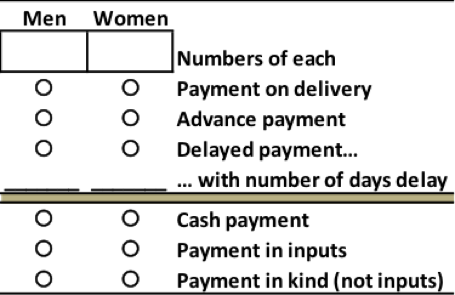 Men Women
Numbers of each
Payment on delivery
Advance payment
Delayed payment...
... with number of days delay
Cash payment
Payment in inputs
Payment in kind (not inputs)